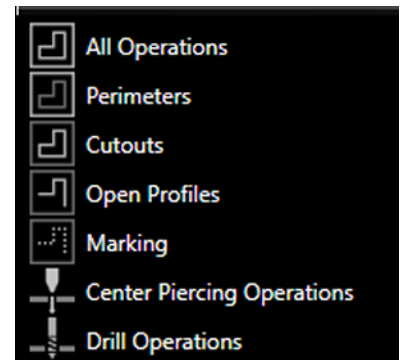 All Operations
Perimeters
Cutouts
Open Profiles
Marking
Center Piercing Operations
Drill Operations